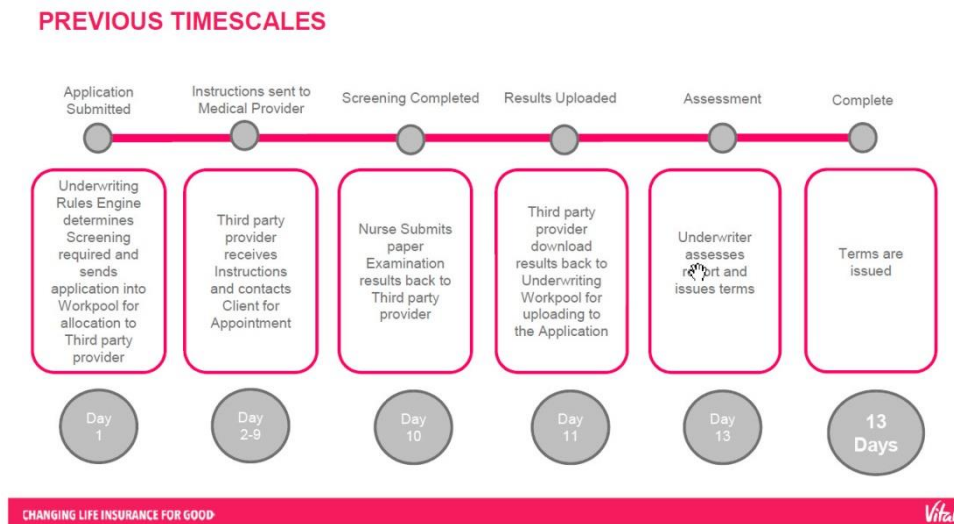 PREVIOUS TIMESCALES
Application
Submitted
Instructions sent to
Medical Provider
Screening Completed
Results Uploaded
Assessment
Complete
Underwriting
Rules Engine
determines
Screening
required and
sends
application into
Workpool for
allocation to
Third party
provider
Third party
provider
receives
Instructions
and contacts
Client for
Appointment
Nurse Submits
paper
Examination
results back to
Third party
provider
Third party
provider
download
results back to
Underwriting
Workpool for
uploading to
the Application
Underwriter
assesses
report and
issues terms
Terms are
issued
Day
1
Day
2-9
Day
10
Day
11
Day
13
13
Days
CHANGING LIFE INSURANCE FOR GOOD
Vital